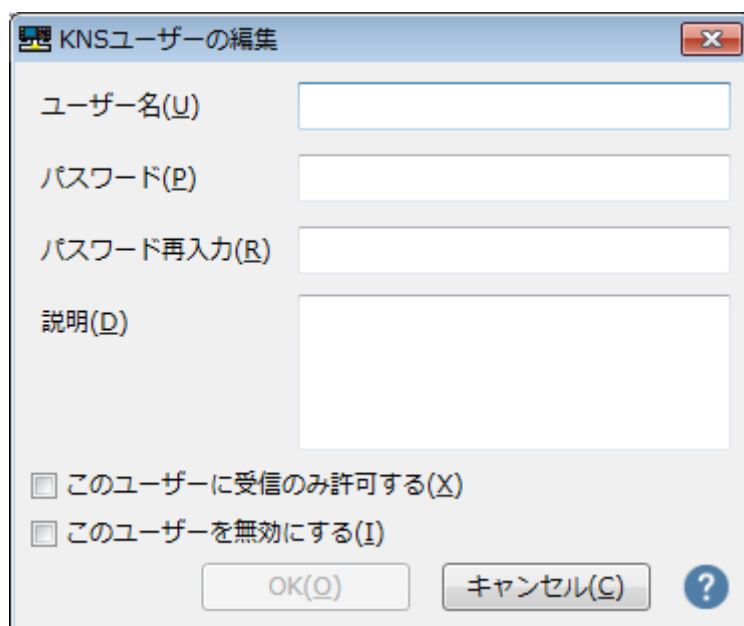 KNSユーザーの編集
ユーザー名(U)
パスワード(P)
パスワード再入力(R)
説明(D)
このユーザーに受信のみ許可する(X)
このユーザーを無効にする(I)
OK(O) キャンセル(C) ?